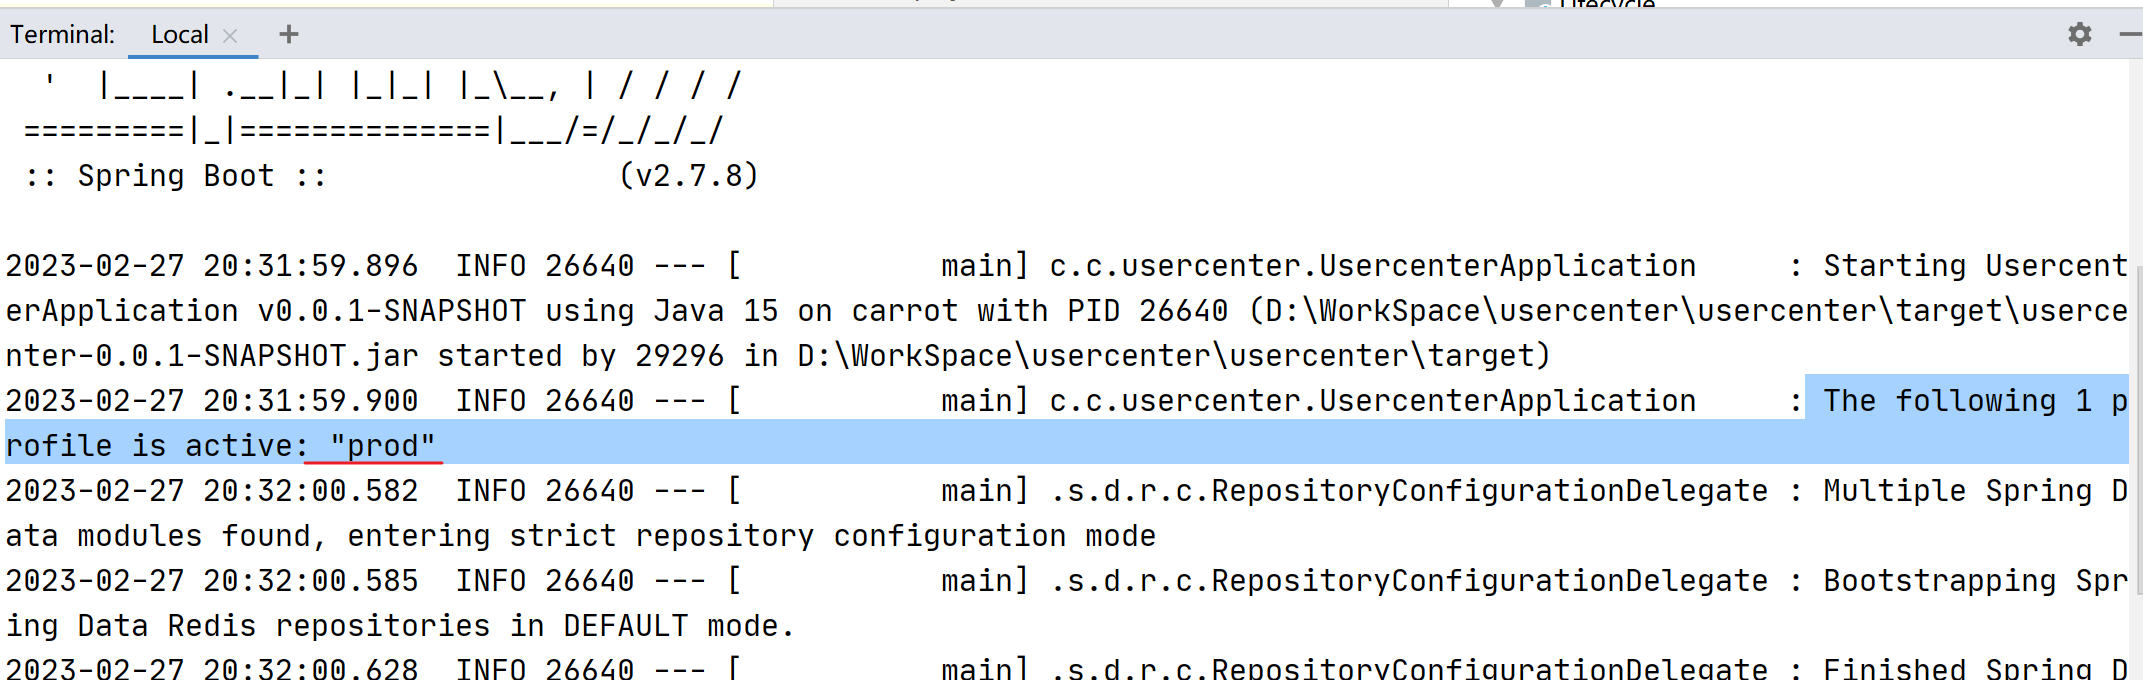 Lifecycle
Terminal: Local × +
'  |____| .__|_| |_|_| |_\__, | / / / /
=========|_|==============|___/=/_/_/_/
:: Spring Boot ::                (v2.7.8)
2023-02-27 20:31:59.896  INFO 26640 --- [           main] c.c.usercenter.UsercenterApplication     : Starting Usercent
erApplication v0.0.1-SNAPSHOT using Java 15 on carrot with PID 26640 (D:\WorkSpace\usercenter\usercenter\target\userce
nter-0.0.1-SNAPSHOT.jar started by 29296 in D:\WorkSpace\usercenter\usercenter\target)
2023-02-27 20:31:59.900  INFO 26640 --- [           main] c.c.usercenter.UsercenterApplication     : The following 1 p
rofile is active: "prod"
2023-02-27 20:32:00.582  INFO 26640 --- [           main] .s.d.r.c.RepositoryConfigurationDelegate : Multiple Spring D
ata modules found, entering strict repository configuration mode
2023-02-27 20:32:00.585  INFO 26640 --- [           main] .s.d.r.c.RepositoryConfigurationDelegate : Bootstrapping Spr
ing Data Redis repositories in DEFAULT mode.
2023-02-27 20:32:00.628  INFO 26640 --- [           main] .s.d.r.c.RepositoryConfigurationDelegate : Finished Spring D